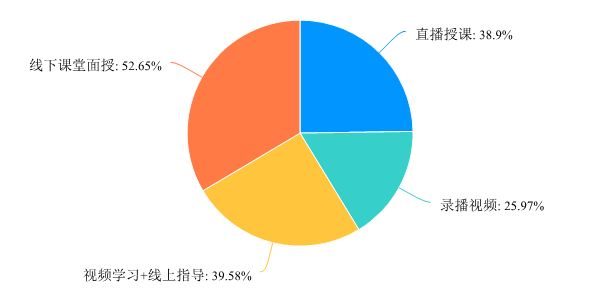 直播授课: 38.9%
线下课堂面授: 52.65%
录播视频: 25.97%
视频学习+线上指导: 39.58%